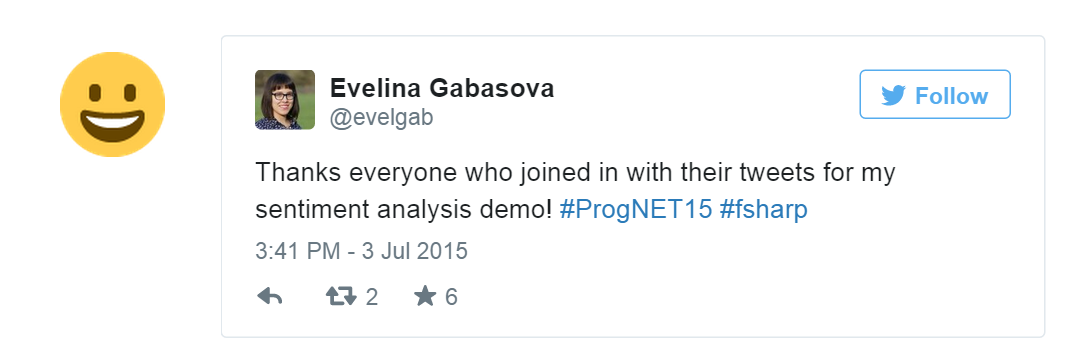 Evelina Gabasova
@evelgab
Follow
Thanks everyone who joined in with their tweets for my
sentiment analysis demo! #ProgNET15 #fsharp
3:41 PM - 3 Jul 2015
2 6